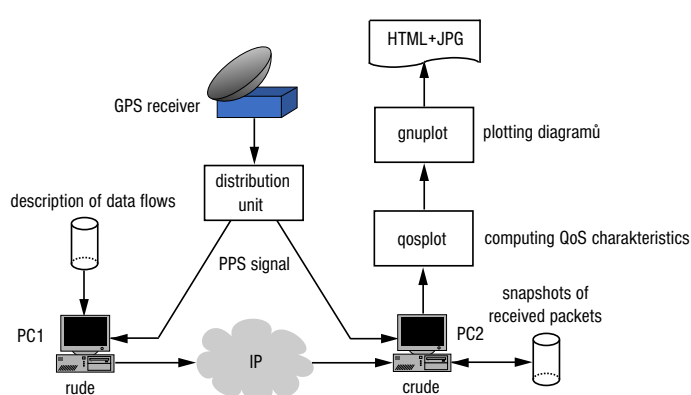 HTML+JPG
GPS receiver
gnuplot
plotting diagramů
distribution
unit
description of data flows
qosplot
computing QoS charakteristics
PPS signal
snapshots of
received packets
PC1
PC2
IP
rude
crude